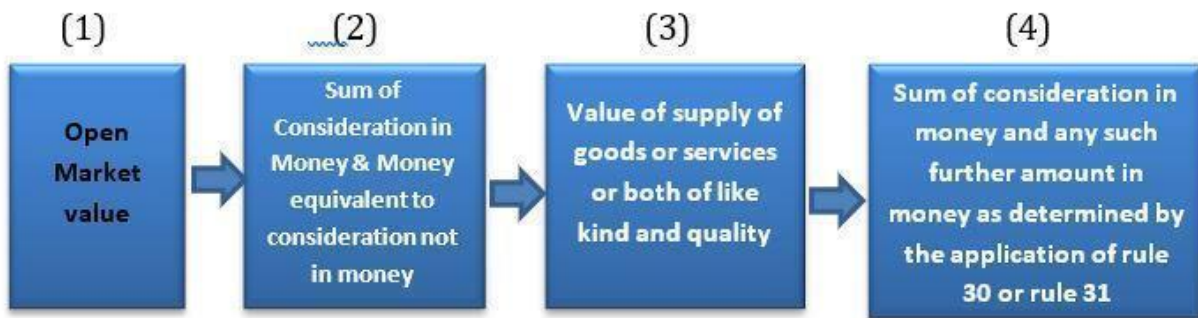 (1)
(2)
(3)
(4)
Open
Market
value
Sum of
Consideration in
Money & Money
equivalent to
consideration not
in money
Value of supply of
goods or services
or both of like
kind and quality
Sum of consideration in
money and any such
further amount in
money as determined by
the application of rule
30 or rule 31